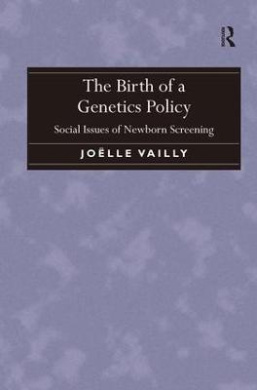 R
The Birth of a
Genetics Policy
Social Issues of Newborn Screening
JOËLLE VAILLY